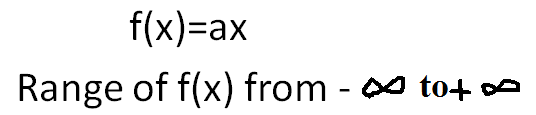 f(x)=ax
Range of f(x) from - ∞ to+ ∞